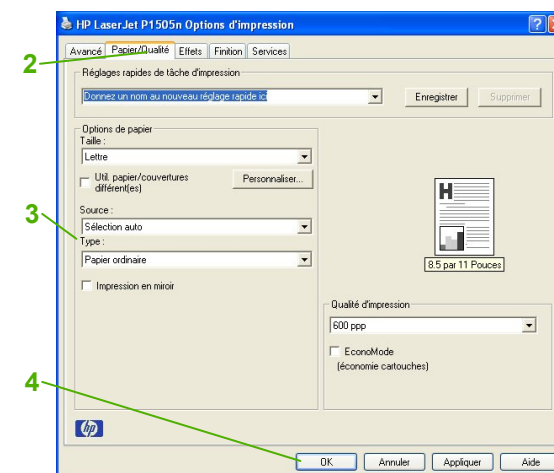 HP LaserJet P1505n Options d'impression
Avancé Papier/Qualité Effets Finition Services
2
Réglages rapides de tâche d'impression
Donnez un nom au nouveau réglage rapide ici
Enregistrer Supprimer
Options de papier
Taille :
Lettre
Util. papier/couvertures
différent(es)
Personnaliser...
3
Source :
Sélection auto
Type :
Papier ordinaire
Impression en miroir
8.5 par 11 Pouces
Qualité d'impression
600 ppp
EconoMode
(économie cartouches)
4
hp
OK Annuler Appliquer Aide